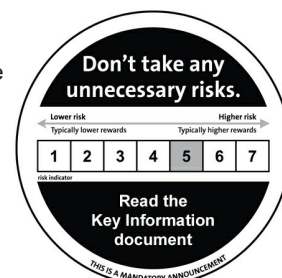 e
Don't take any
unnecessary risks.
Lower risk Higher risk
Typically lower rewards Typically higher rewards
1 2 3 4 5 6 7
risk indicator
Read the
Key Information
document
THIS IS A MANDATORY ANNOUNCEMENT